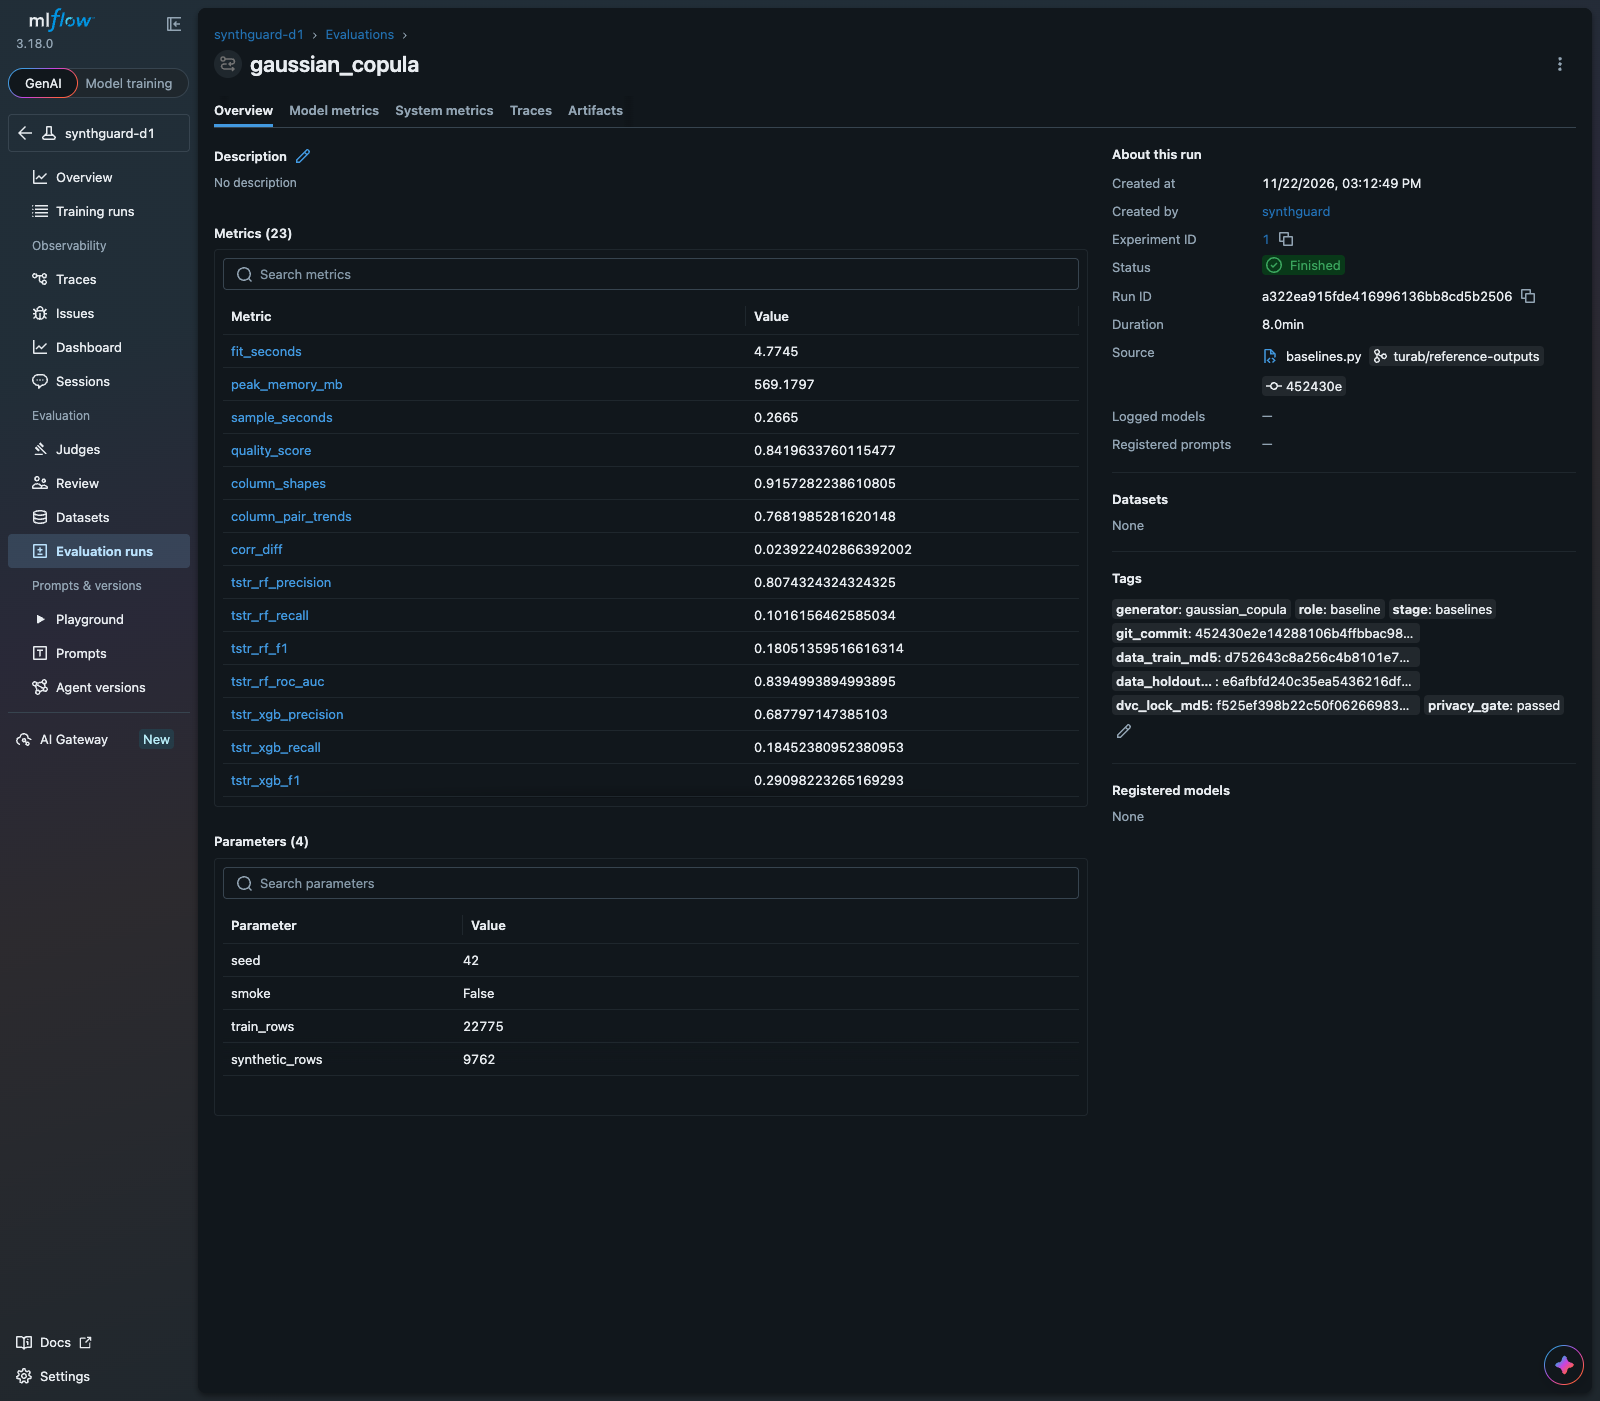 mlflow
3.18.0
GenAI Model training
synthguard-d1
Overview
Training runs
Observability
Traces
Issues
Dashboard
Sessions
Evaluation
Judges
Review
Datasets
Evaluation runs
Prompts & versions
Playground
Prompts
Agent versions
AI Gateway New
Docs
Settings
synthguard-d1 › Evaluations ›
gaussian_copula
Overview Model metrics System metrics Traces Artifacts
Description
No description
Metrics (23)
Search metrics
Metric Value
fit_seconds 4.7745
peak_memory_mb 569.1797
sample_seconds 0.2665
quality_score 0.8419633760115477
column_shapes 0.9157282238610805
column_pair_trends 0.7681985281620148
corr_diff 0.023922402866392002
tstr_rf_precision 0.8074324324324325
tstr_rf_recall 0.1016156462585034
tstr_rf_f1 0.18051359516616314
tstr_rf_roc_auc 0.8394993894993895
tstr_xgb_precision 0.687797147385103
tstr_xgb_recall 0.18452380952380953
tstr_xgb_f1 0.29098223265169293
Parameters (4)
Search parameters
Parameter Value
seed 42
smoke False
train_rows 22775
synthetic_rows 9762
About this run
Created at 11/22/2026, 03:12:49 PM
Created by synthguard
Experiment ID 1
Status Finished
Run ID a322ea915fde416996136bb8cd5b2506
Duration 8.0min
Source baselines.py turab/reference-outputs
452430e
Logged models —
Registered prompts —
Datasets
None
Tags
generator: gaussian_copula role: baseline stage: baselines
git_commit: 452430e2e14288106b4ffbbac98...
data_train_md5: d752643c8a256c4b8101e7...
data_holdout... : e6afbfd240c35ea5436216df...
dvc_lock_md5: f525ef398b22c50f06266983... privacy_gate: passed
Registered models
None